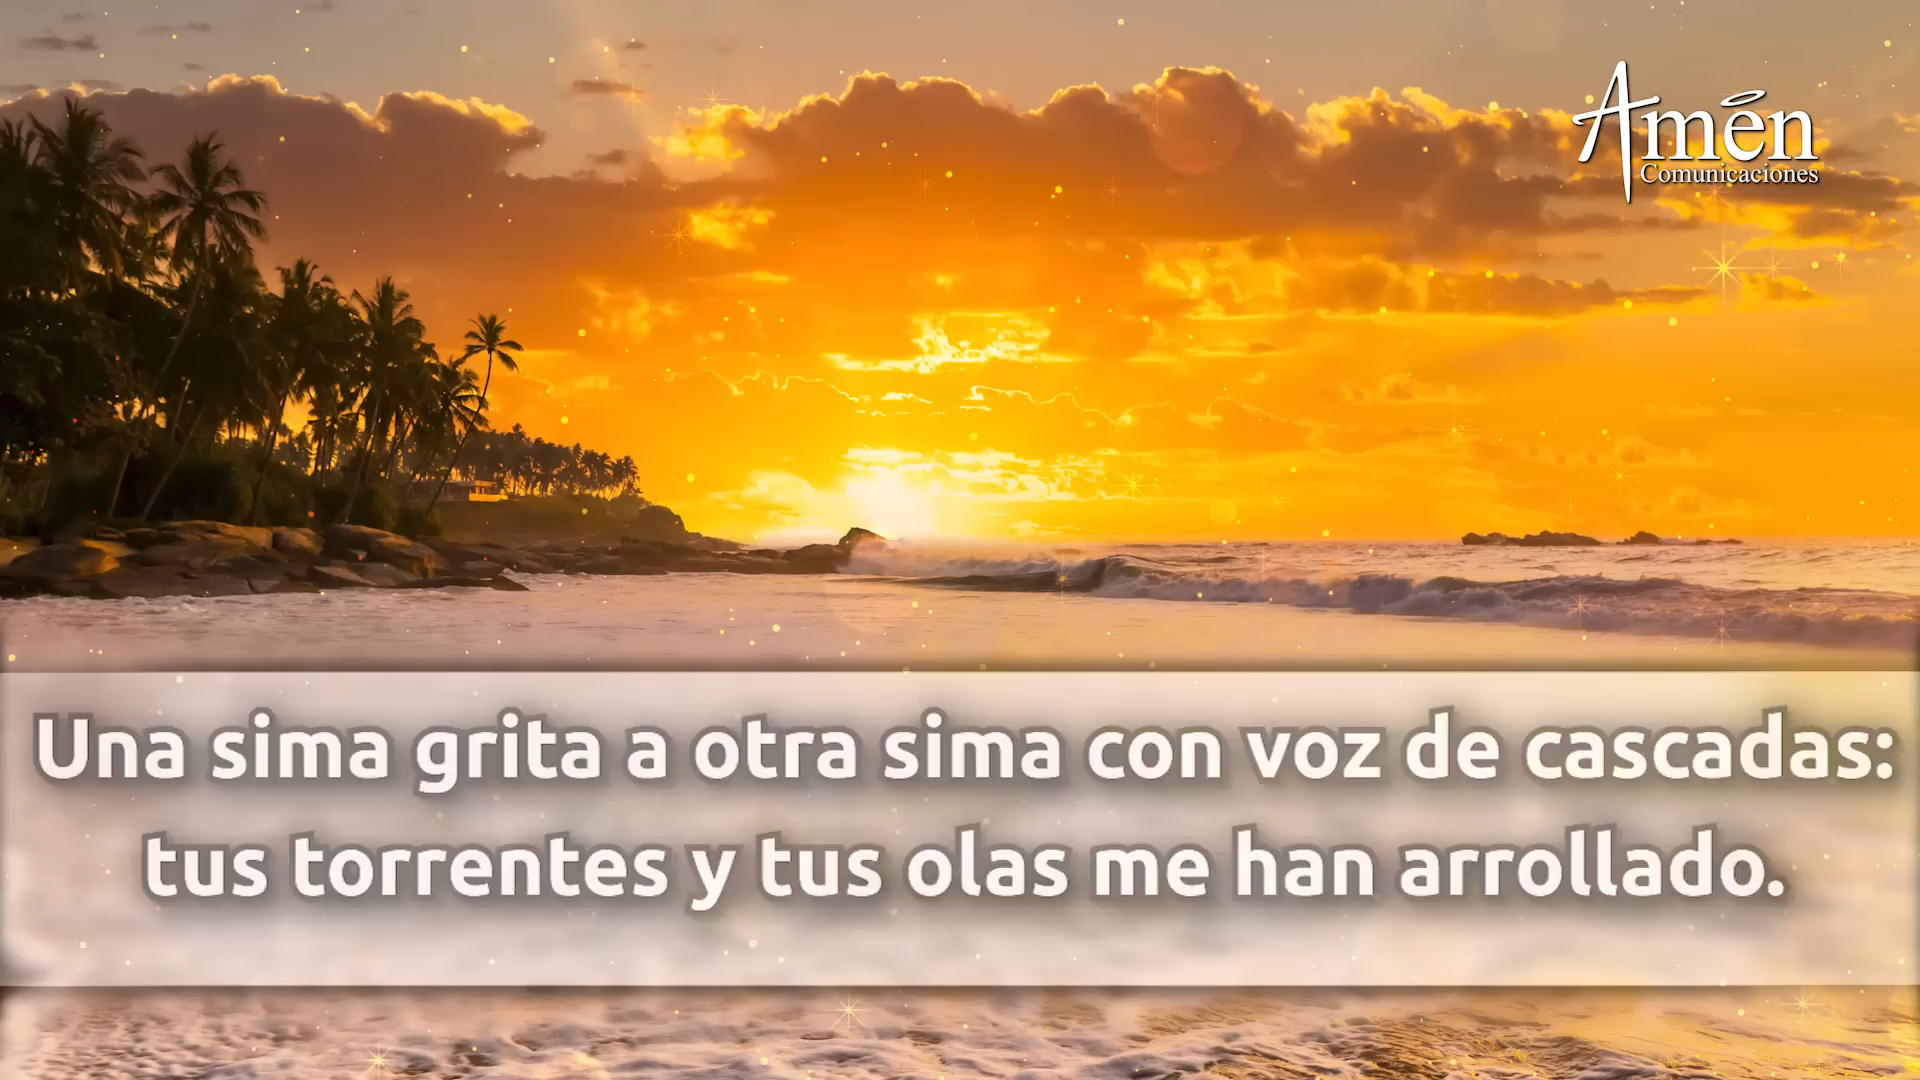 Amén
Comunicaciones
Una sima grita a otra sima con voz de cascadas:
tus torrentes y tus olas me han arrollado.